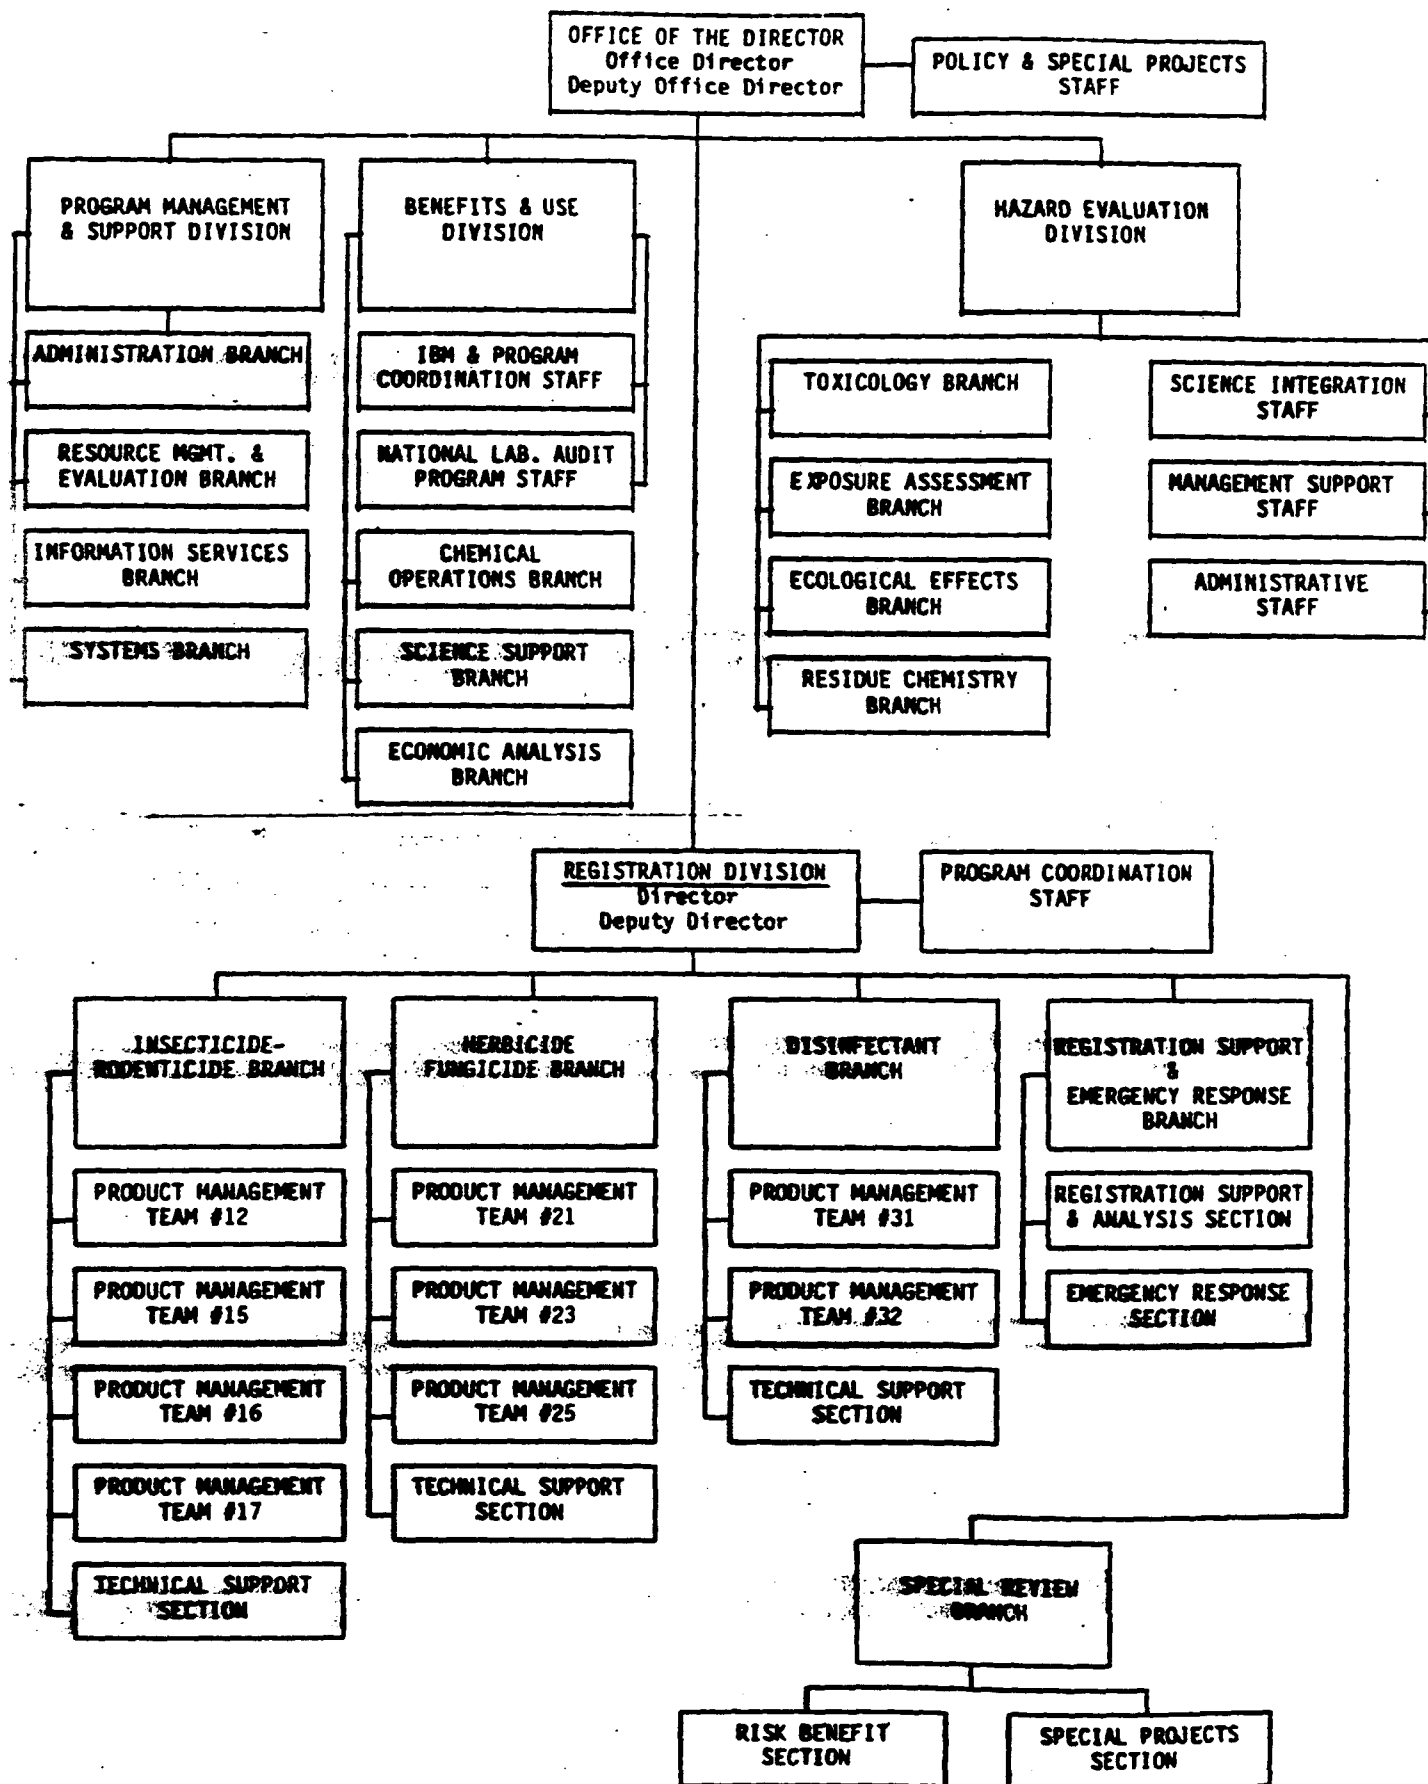 OFFICE OF THE DIRECTOR
Office Director
Deputy Office Director
POLICY & SPECIAL PROJECTS
STAFF
PROGRAM MANAGEMENT
& SUPPORT DIVISION
ADMINISTRATION BRANCH
RESOURCE MGMT. &
EVALUATION BRANCH
INFORMATION SERVICES
BRANCH
SYSTEMS BRANCH
BENEFITS & USE
DIVISION
IBM & PROGRAM
COORDINATION STAFF
NATIONAL LAB. AUDIT
PROGRAM STAFF
CHEMICAL
OPERATIONS BRANCH
SCIENCE SUPPORT
BRANCH
ECONOMIC ANALYSIS
BRANCH
HAZARD EVALUATION
DIVISION
TOXICOLOGY BRANCH
EXPOSURE ASSESSMENT
BRANCH
ECOLOGICAL EFFECTS
BRANCH
RESIDUE CHEMISTRY
BRANCH
SCIENCE INTEGRATION
STAFF
MANAGEMENT SUPPORT
STAFF
ADMINISTRATIVE
STAFF
REGISTRATION DIVISION
Director
Deputy Director
PROGRAM COORDINATION
STAFF
INSECTICIDE-
RODENTICIDE BRANCH
PRODUCT MANAGEMENT
TEAM #12
PRODUCT MANAGEMENT
TEAM #15
PRODUCT MANAGEMENT
TEAM #16
PRODUCT MANAGEMENT
TEAM #17
TECHNICAL SUPPORT
SECTION
HERBICIDE
FUNGICIDE BRANCH
PRODUCT MANAGEMENT
TEAM #21
PRODUCT MANAGEMENT
TEAM #23
PRODUCT MANAGEMENT
TEAM #25
TECHNICAL SUPPORT
SECTION
DISINFECTANT
BRANCH
PRODUCT MANAGEMENT
TEAM #31
PRODUCT MANAGEMENT
TEAM #32
TECHNICAL SUPPORT
SECTION
REGISTRATION SUPPORT
&
EMERGENCY RESPONSE
BRANCH
REGISTRATION SUPPORT
& ANALYSIS SECTION
EMERGENCY RESPONSE
SECTION
SPECIAL REVIEW
BRANCH
RISK BENEFIT
SECTION
SPECIAL PROJECTS
SECTION